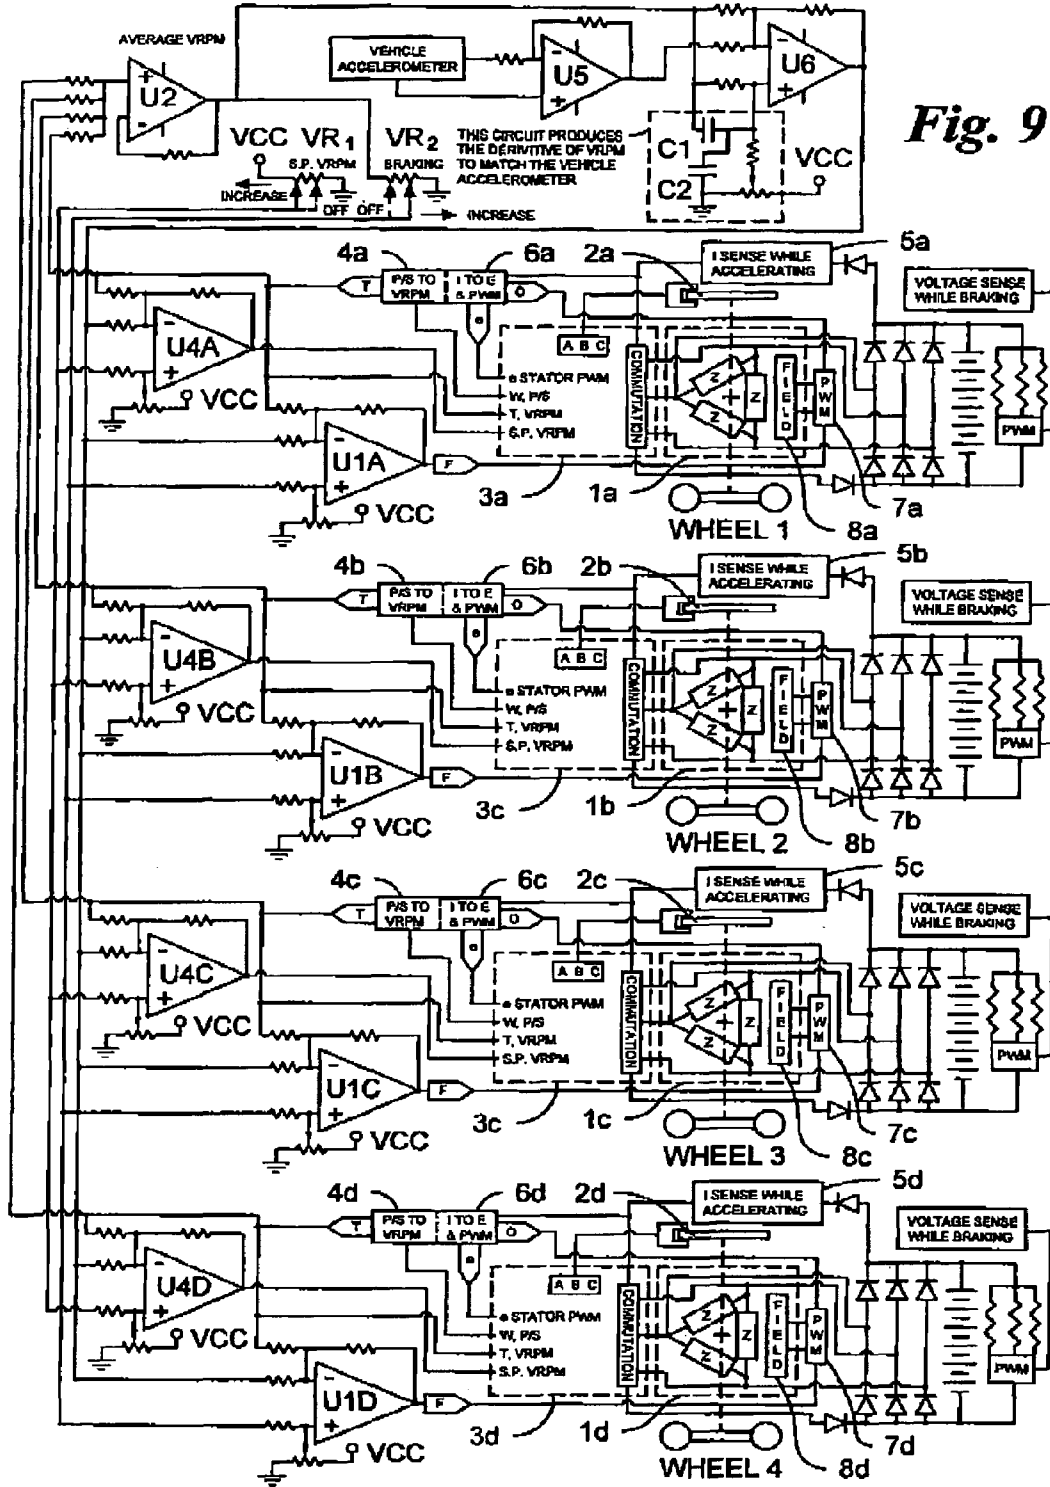 AVERAGE VRPM
VEHICLE
ACCELEROMETER
U2
U5
U6
Fig. 9
VCC VR1 VR2
S.P. VRPM
BRAKING
THIS CIRCUIT PRODUCES
THE DERIVITIVE OF VRPM
TO MATCH THE VEHICLE
ACCELEROMETER
C1
C2
VCC
INCREASE
OFF OFF
INCREASE
4a 6a 2a 5a
P/S TO
VRPM
I TO E
& PWM
T
O
e
I SENSE WHILE
ACCELERATING
VOLTAGE SENSE
WHILE BRAKING
U4A
VCC
A B C
e STATOR PWM
W, P/S
T, VRPM
S.P. VRPM
COMMUTATION
Z
Z
Z
FIELD
PWM
PWM
U1A
F
VCC
3a 1a 8a 7a
WHEEL 1
4b 6b 2b 5b
P/S TO
VRPM
I TO E
& PWM
T
O
e
I SENSE WHILE
ACCELERATING
VOLTAGE SENSE
WHILE BRAKING
U4B
VCC
A B C
e STATOR PWM
W, P/S
T, VRPM
S.P. VRPM
COMMUTATION
Z
Z
Z
FIELD
PWM
PWM
U1B
F
VCC
3c 1b 8b 7b
WHEEL 2
4c 6c 2c 5c
P/S TO
VRPM
I TO E
& PWM
T
O
e
I SENSE WHILE
ACCELERATING
VOLTAGE SENSE
WHILE BRAKING
U4C
VCC
A B C
e STATOR PWM
W, P/S
T, VRPM
S.P. VRPM
COMMUTATION
Z
Z
Z
FIELD
PWM
PWM
U1C
F
VCC
3c 1c 8c 7c
WHEEL 3
4d 6d 2d 5d
P/S TO
VRPM
I TO E
& PWM
T
O
e
I SENSE WHILE
ACCELERATING
VOLTAGE SENSE
WHILE BRAKING
U4D
VCC
A B C
e STATOR PWM
W, P/S
T, VRPM
S.P. VRPM
COMMUTATION
Z
Z
Z
FIELD
PWM
PWM
U1D
F
VCC
3d 1d 8d 7d
WHEEL 4